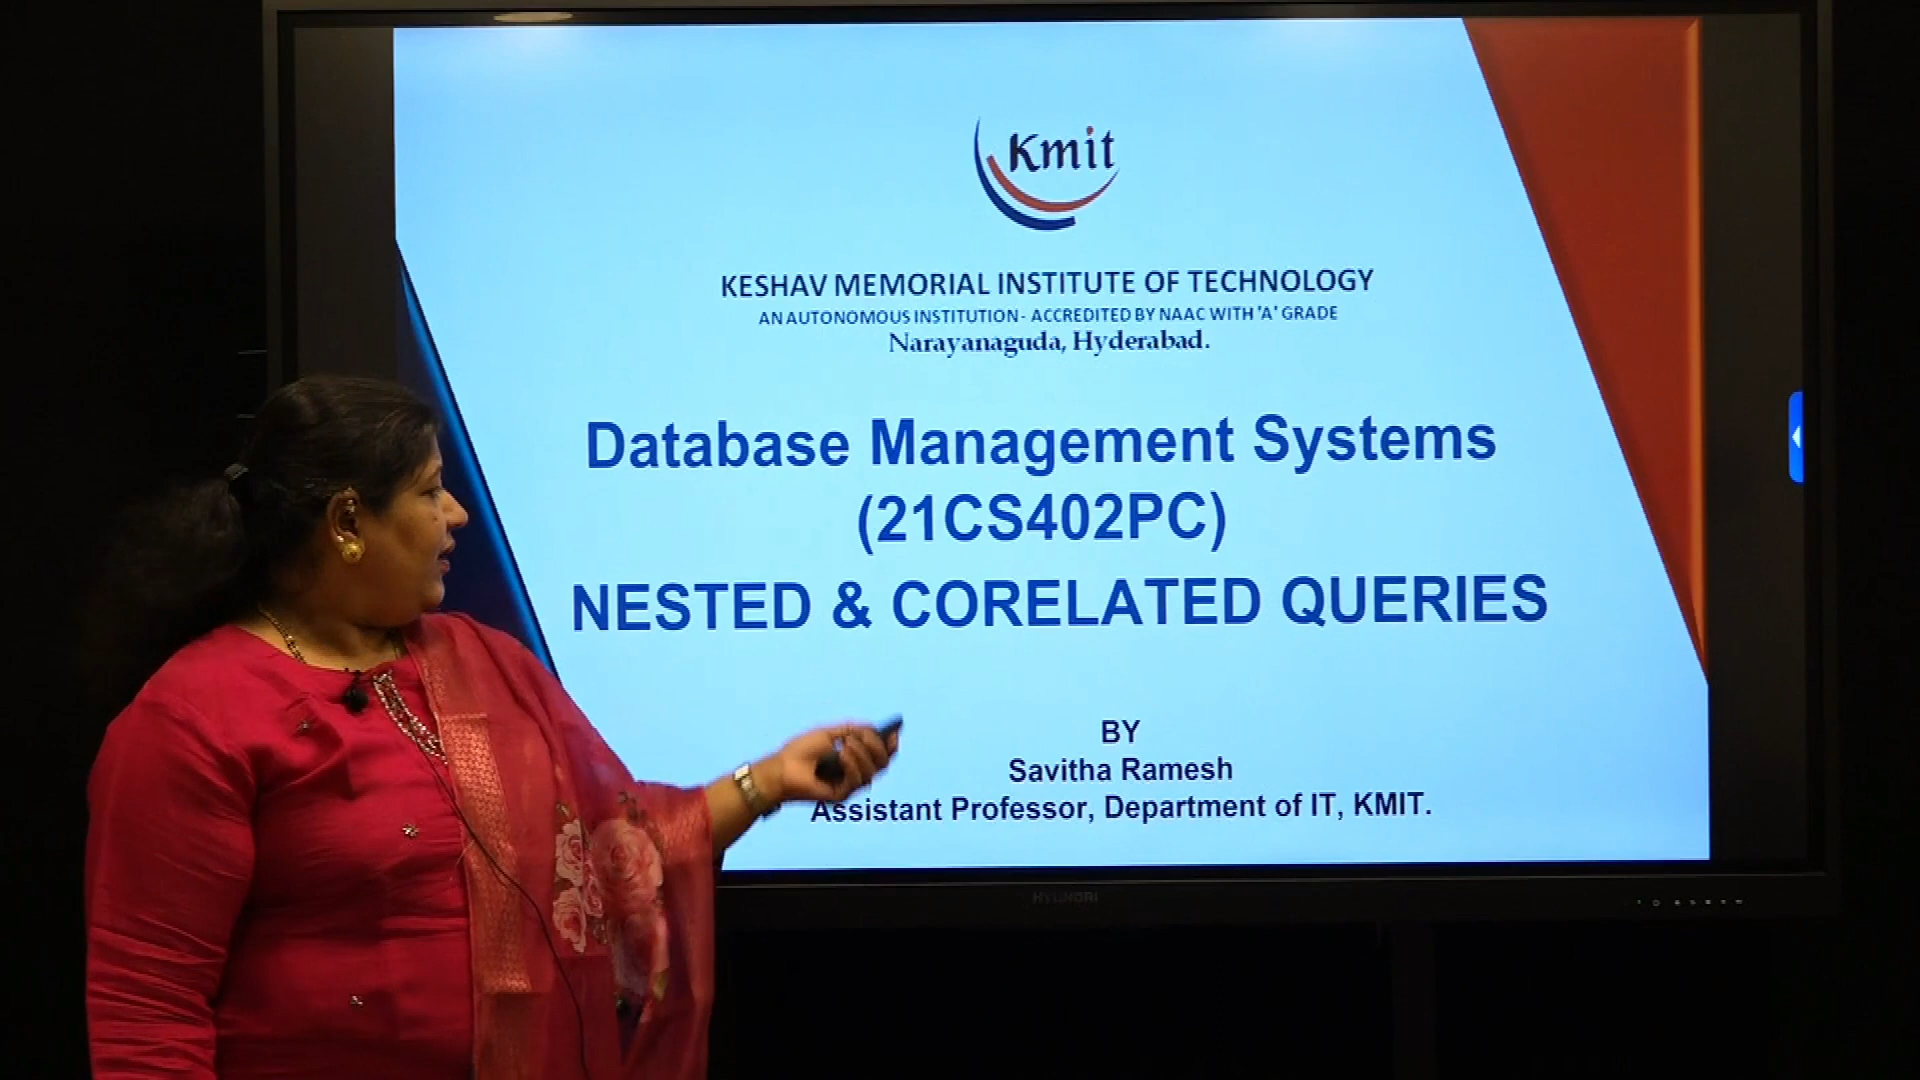 Kmit
KESHAV MEMORIAL INSTITUTE OF TECHNOLOGY
AN AUTONOMOUS INSTITUTION - ACCREDITED BY NAAC WITH 'A' GRADE
Narayanaguda, Hyderabad.
Database Management Systems
(21CS402PC)
NESTED & CORELATED QUERIES
BY
Savitha Ramesh
Assistant Professor, Department of IT, KMIT.
HYUNDAI